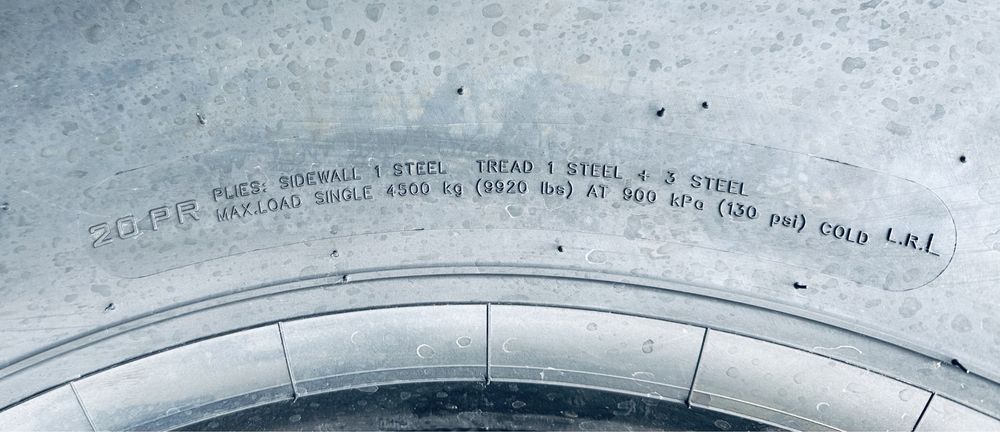 20 PR
PLIES: SIDEWALL 1 STEEL TREAD 1 STEEL + 3 STEEL
MAX.LOAD SINGLE 4500 kg (9920 lbs) AT 900 kPa (130 psi) COLD L.R.L